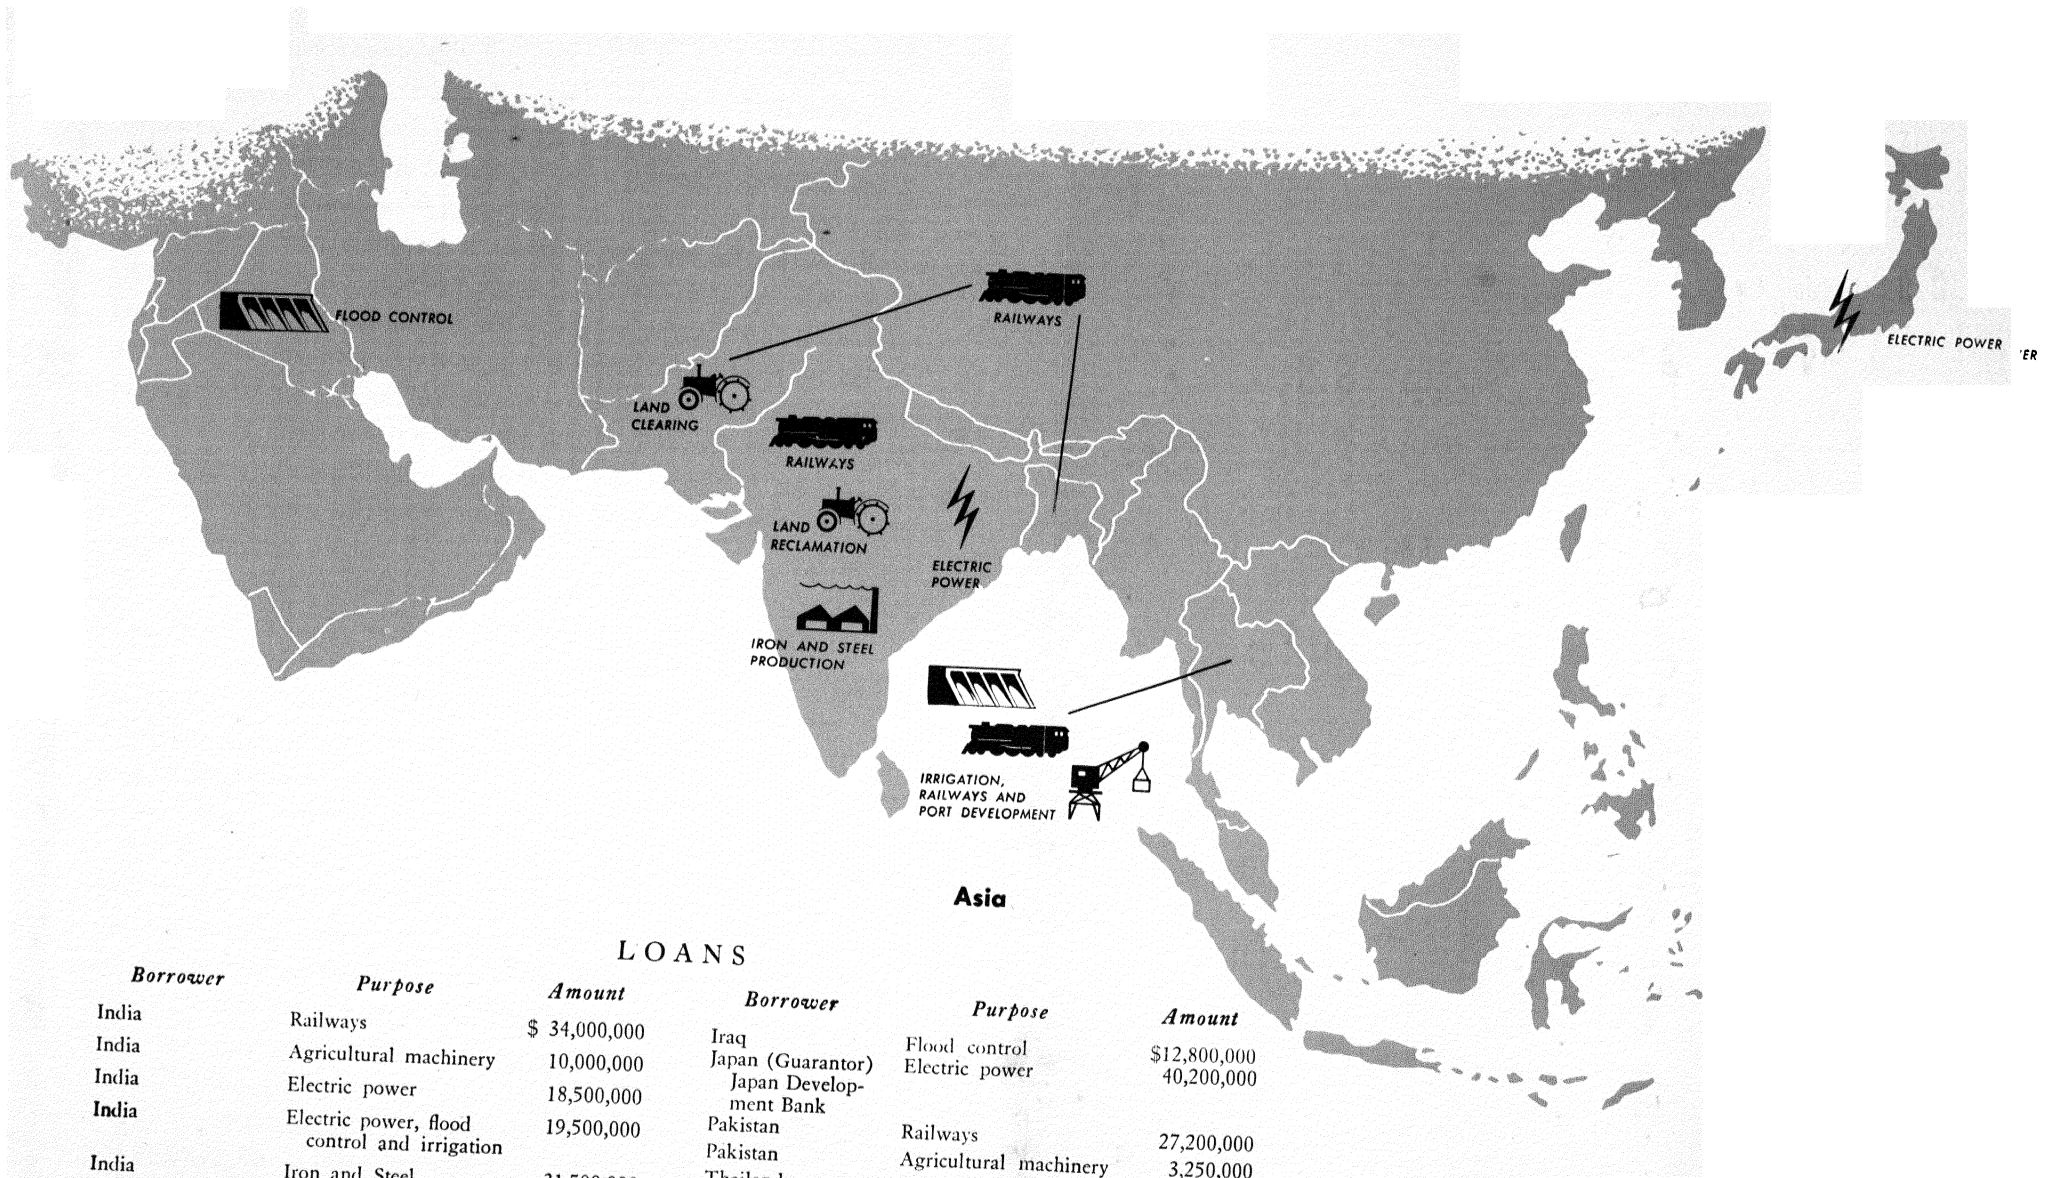 RAILWAYS
FLOOD CONTROL
ELECTRIC POWER
ER
LAND
CLEARING
RAILWAYS
LAND
RECLAMATION
ELECTRIC
POWER
IRON AND STEEL
PRODUCTION
IRRIGATION,
RAILWAYS AND
PORT DEVELOPMENT
Asia
LOANS
Borrower Purpose Amount
India Railways $ 34,000,000
India Agricultural machinery 10,000,000
India Electric power 18,500,000
India Electric power, flood 19,500,000
control and irrigation
India Iron and Steel
Borrower Purpose Amount
Iraq Flood control $12,800,000
Japan (Guarantor) Electric power 40,200,000
Japan Develop-
ment Bank
Pakistan Railways 27,200,000
Pakistan Agricultural machinery 3,250,000